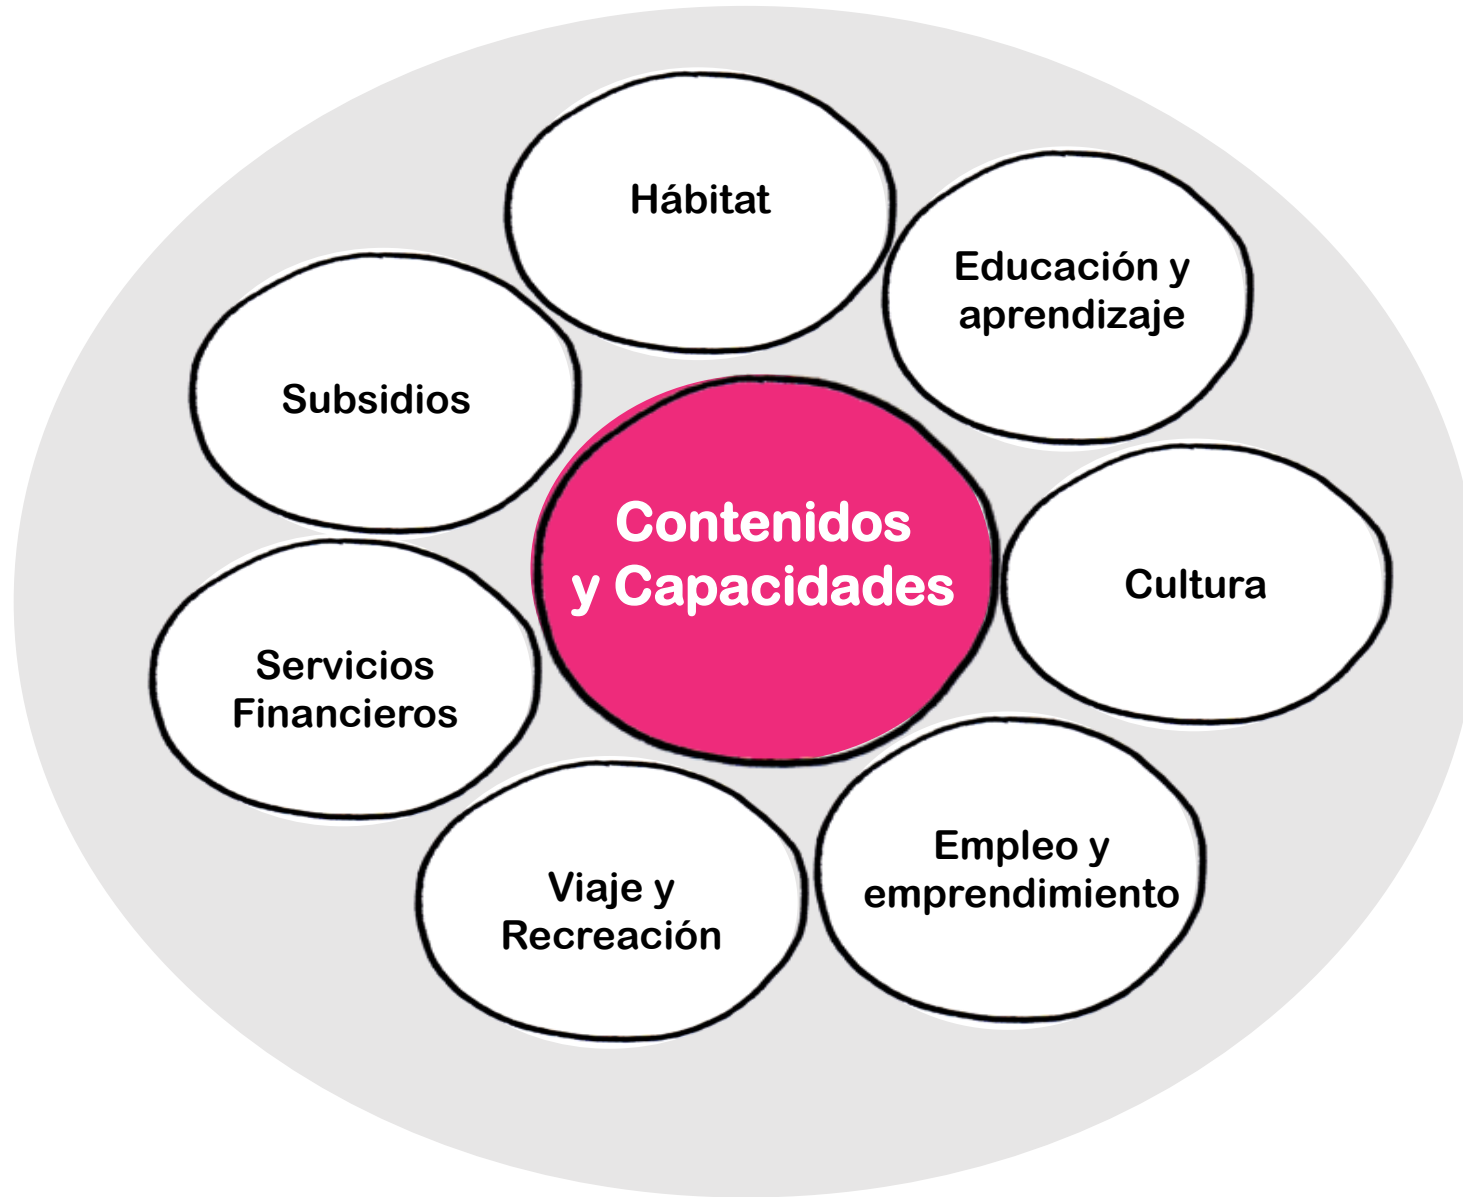 Hábitat
Educación y
aprendizaje
Subsidios
Contenidos
y Capacidades
Cultura
Servicios
Financieros
Empleo y
emprendimiento
Viaje y
Recreación